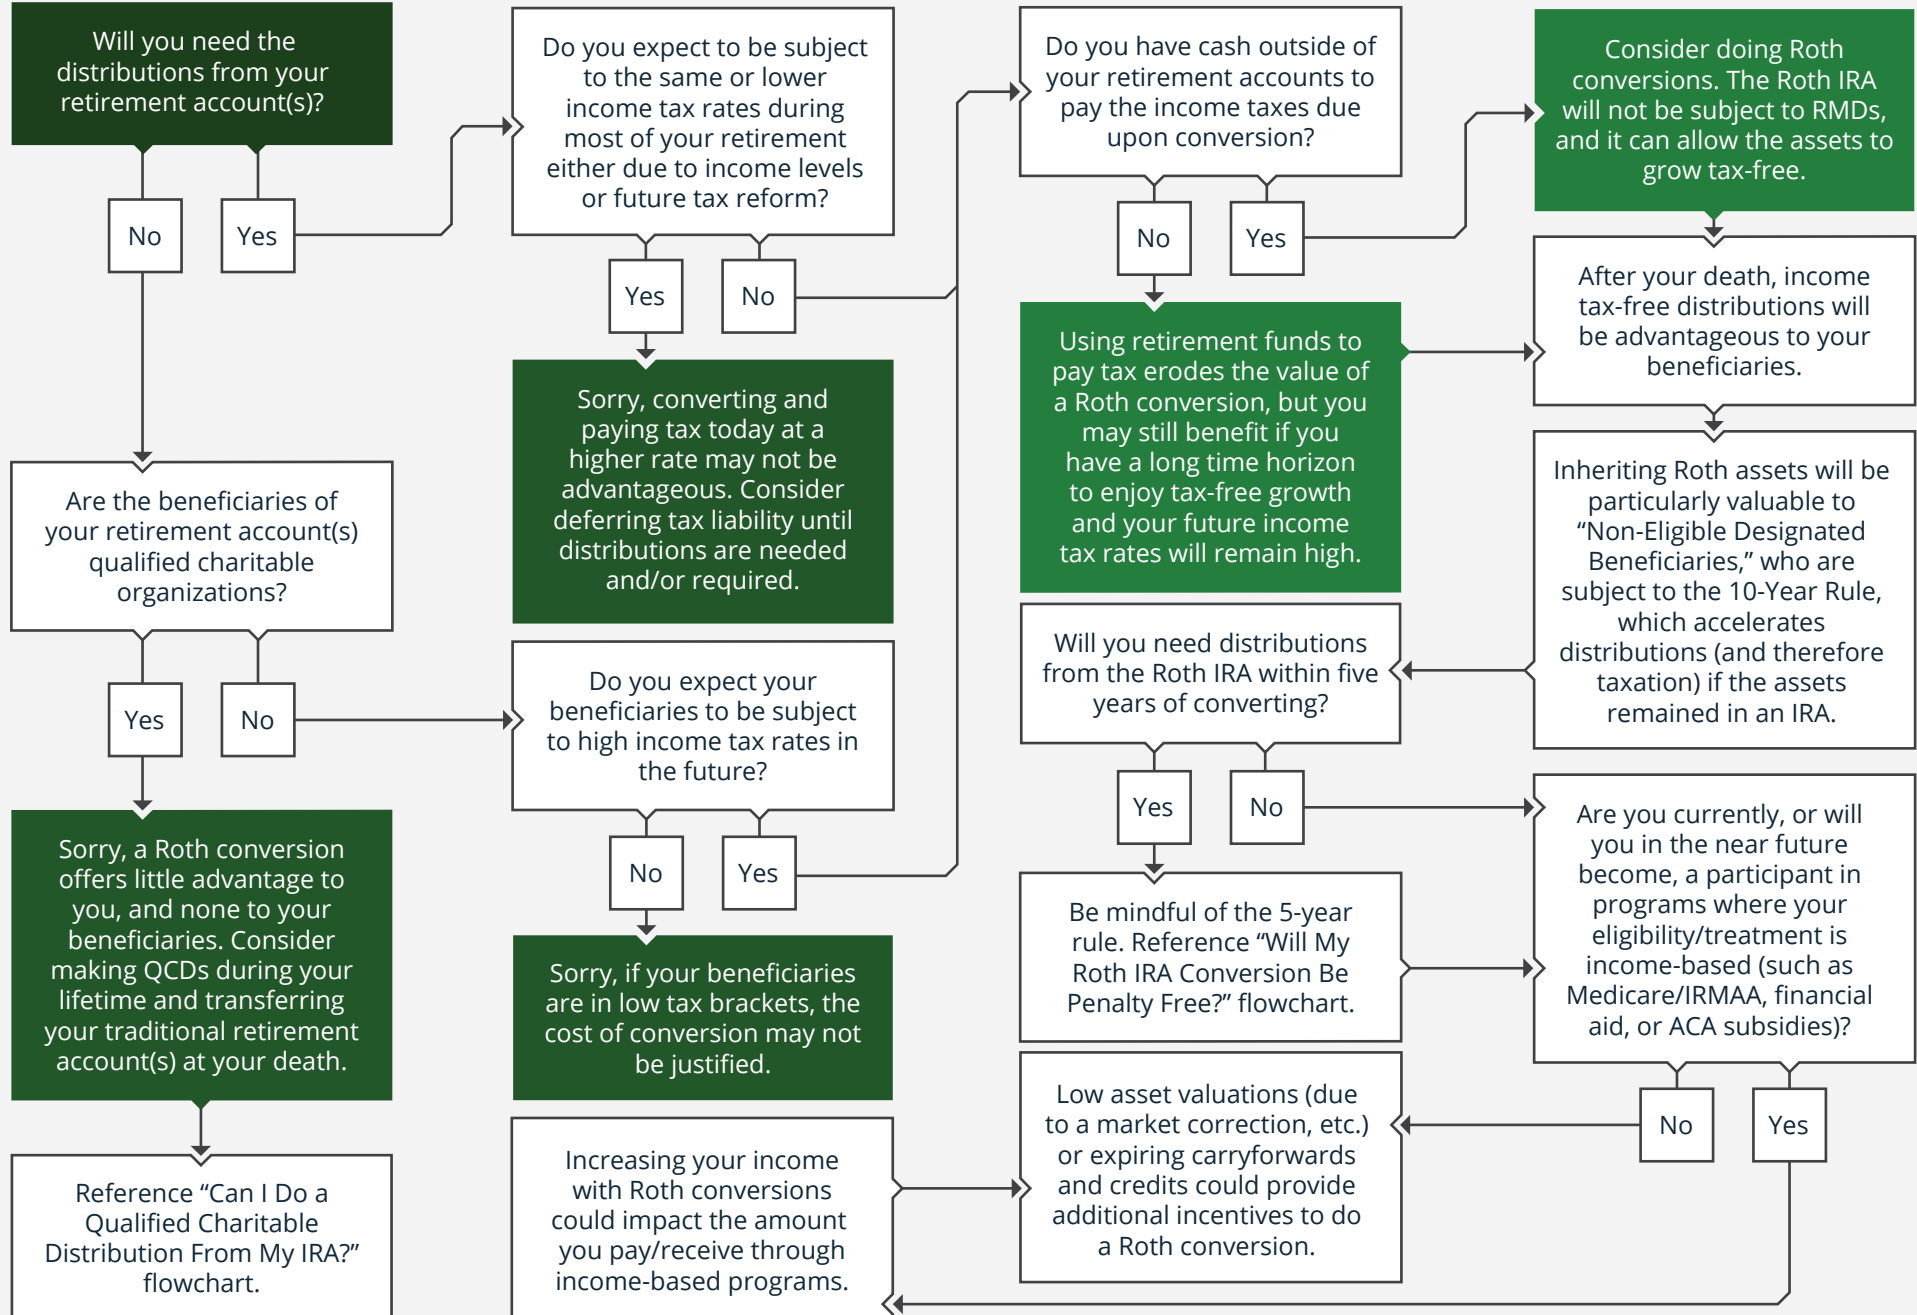 Will you need the
distributions from your
retirement account(s)?
No
Yes
Do you expect to be subject
to the same or lower
income tax rates during
most of your retirement
either due to income levels
or future tax reform?
Yes
No
Do you have cash outside of
your retirement accounts to
pay the income taxes due
upon conversion?
No
Yes
Consider doing Roth
conversions. The Roth IRA
will not be subject to RMDs,
and it can allow the assets to
grow tax-free.
After your death, income
tax-free distributions will
be advantageous to your
beneficiaries.
Using retirement funds to
pay tax erodes the value of
a Roth conversion, but you
may still benefit if you
have a long time horizon
to enjoy tax-free growth
and your future income
tax rates will remain high.
Sorry, converting and
paying tax today at a
higher rate may not be
advantageous. Consider
deferring tax liability until
distributions are needed
and/or required.
Are the beneficiaries of
your retirement account(s)
qualified charitable
organizations?
Yes
No
Inheriting Roth assets will be
particularly valuable to
“Non-Eligible Designated
Beneficiaries,” who are
subject to the 10-Year Rule,
which accelerates
distributions (and therefore
taxation) if the assets
remained in an IRA.
Will you need distributions
from the Roth IRA within five
years of converting?
Yes
No
Do you expect your
beneficiaries to be subject
to high income tax rates in
the future?
No
Yes
Sorry, a Roth conversion
offers little advantage to
you, and none to your
beneficiaries. Consider
making QCDs during your
lifetime and transferring
your traditional retirement
account(s) at your death.
Sorry, if your beneficiaries
are in low tax brackets, the
cost of conversion may not
be justified.
Be mindful of the 5-year
rule. Reference “Will My
Roth IRA Conversion Be
Penalty Free?” flowchart.
Are you currently, or will
you in the near future
become, a participant in
programs where your
eligibility/treatment is
income-based (such as
Medicare/IRMAA, financial
aid, or ACA subsidies)?
No
Yes
Low asset valuations (due
to a market correction, etc.)
or expiring carryforwards
and credits could provide
additional incentives to do
a Roth conversion.
Increasing your income
with Roth conversions
could impact the amount
you pay/receive through
income-based programs.
Reference “Can I Do a
Qualified Charitable
Distribution From My IRA?”
flowchart.